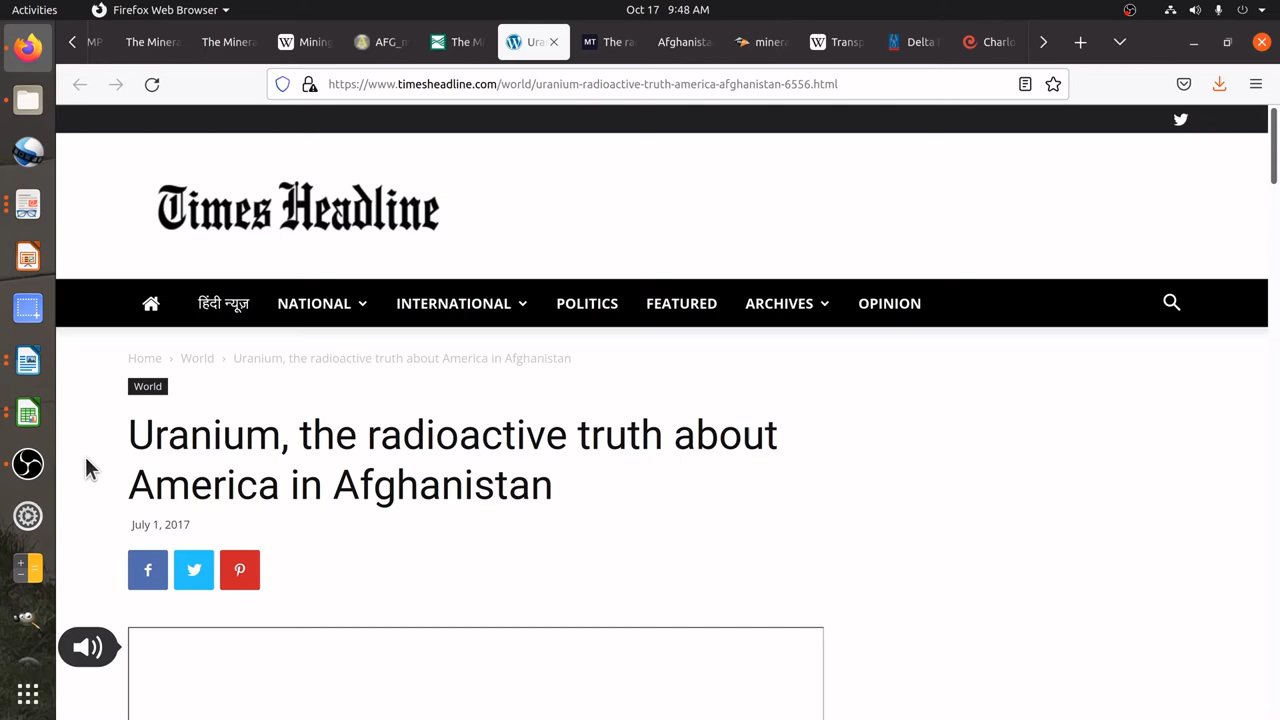 Activities
Firefox Web Browser
Oct 17 9:48 AM
MP
The Minera
The Minera
Mining
AFG_m
The Mi
Ura
The ra
Afghanista
minera
Transp
Delta
Charlo
https://www.timesheadline.com/world/uranium-radioactive-truth-america-afghanistan-6556.html
Times Headline
हिंदी न्यूज़
NATIONAL
INTERNATIONAL
POLITICS
FEATURED
ARCHIVES
OPINION
Home › World › Uranium, the radioactive truth about America in Afghanistan
World
Uranium, the radioactive truth about
America in Afghanistan
July 1, 2017